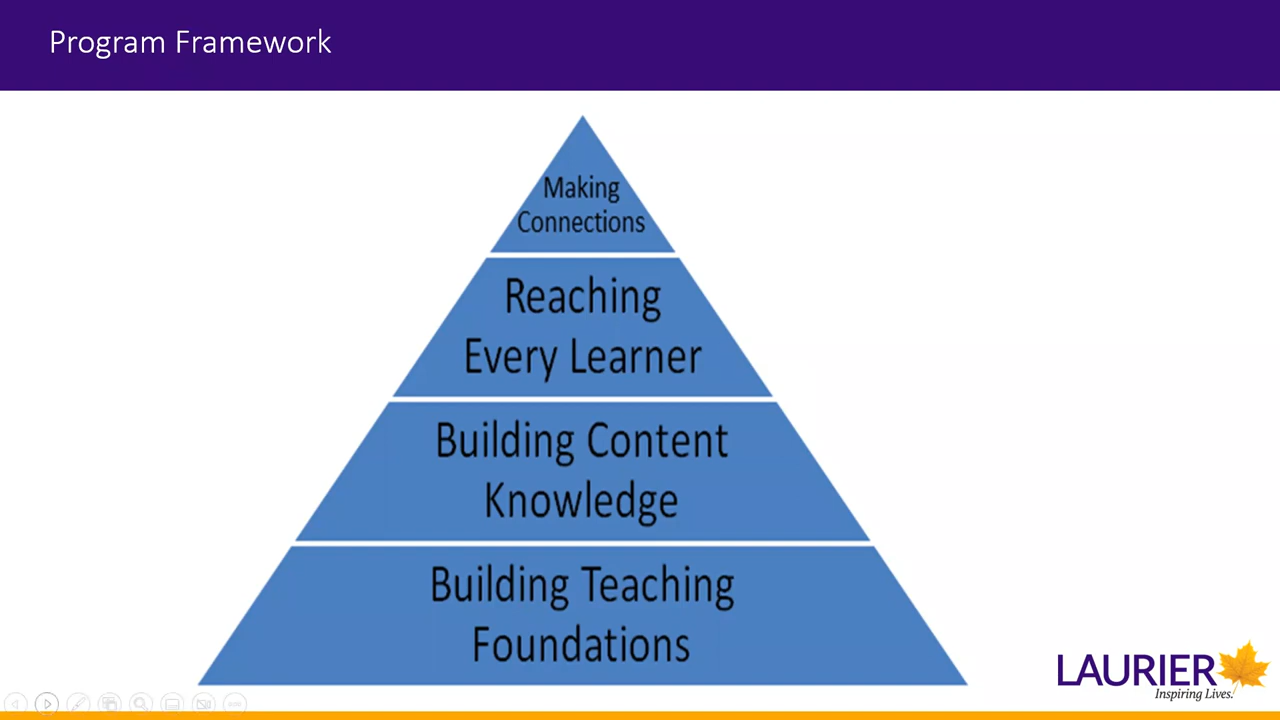 Program Framework
Making
Connections
Reaching
Every Learner
Building Content
Knowledge
Building Teaching
Foundations
LAURIER
Inspiring Lives.